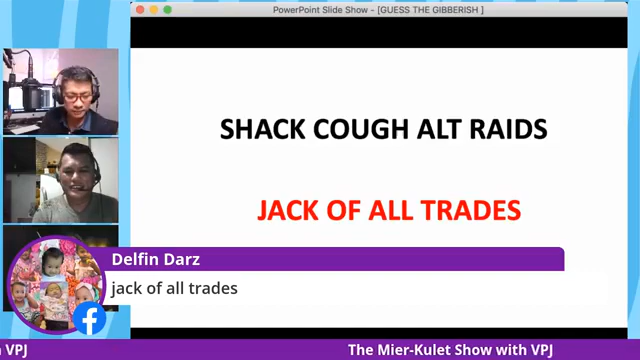 PowerPoint Slide Show - [GUESS THE GIBBERISH ]
SHACK COUGH ALT RAIDS
JACK OF ALL TRADES
Delfin Darz
jack of all trades
VPJ
The Mier-Kulet Show with VPJ